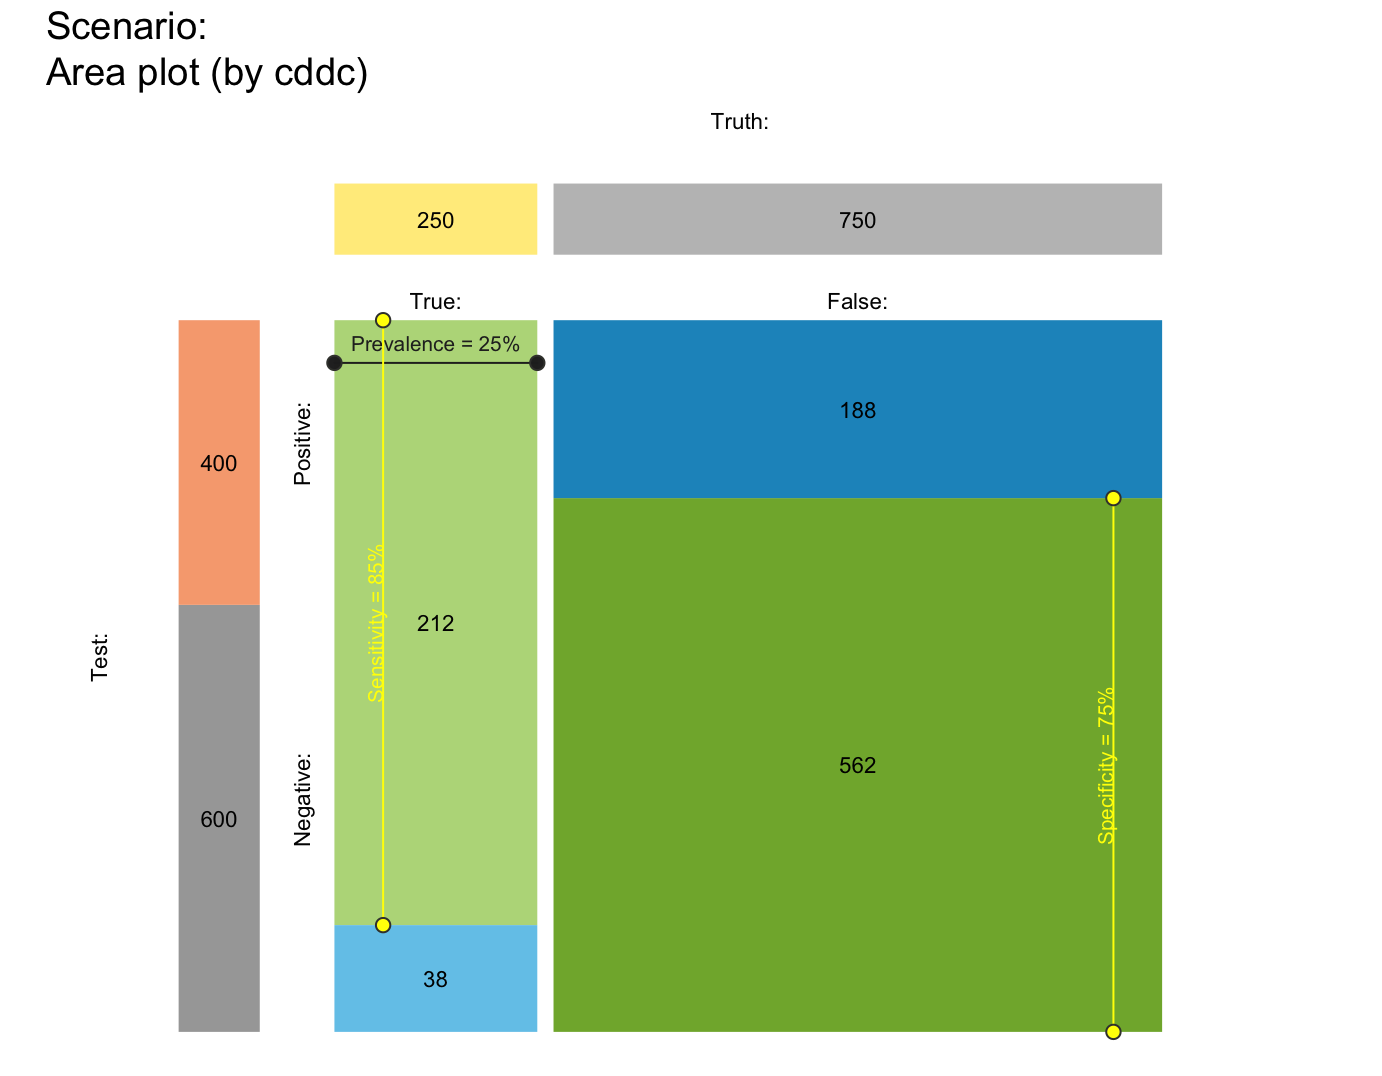 Scenario:
Area plot (by cddc)
Truth:
250
750
True:
False:
Prevalence = 25%
400
Positive:
188
Sensitivity = 85%
212
Test:
Specificity = 75%
562
600
Negative:
38